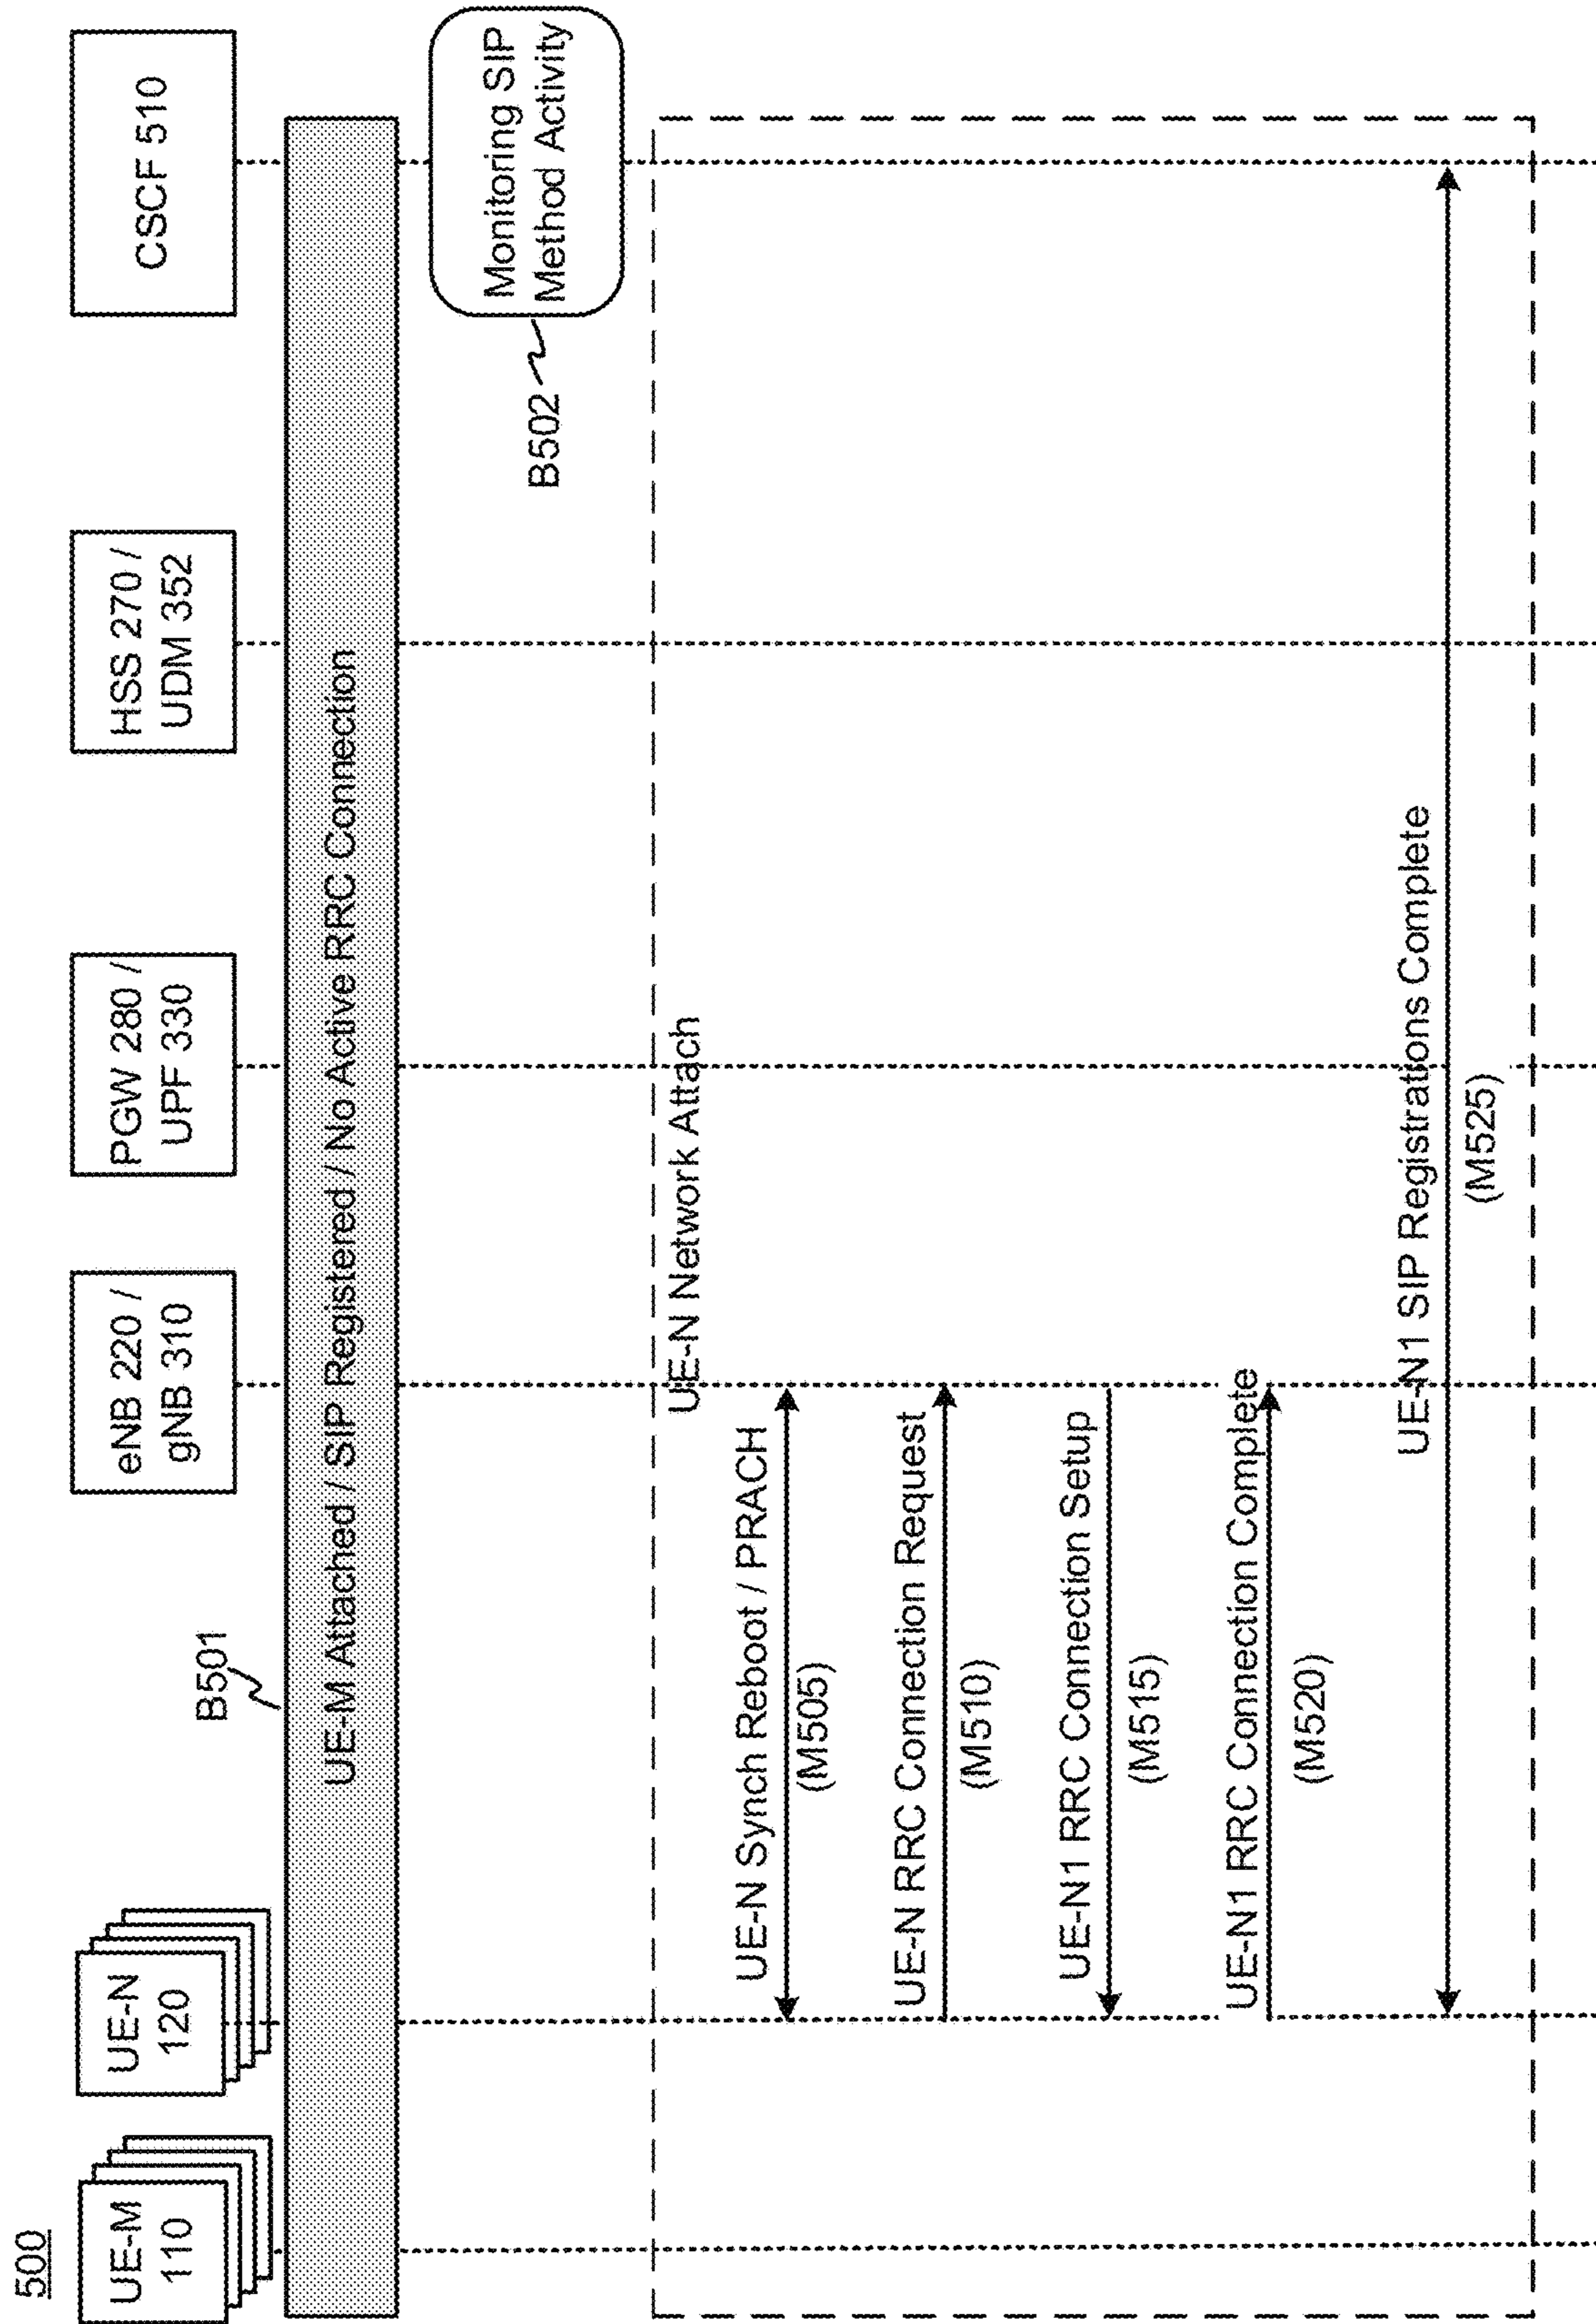 500
UE-M
110
UE-N
120
eNB 220 /
gNB 310
PGW 280 /
UPF 330
HSS 270 /
UDM 352
CSCF 510
B501
UE-M Attached / SIP Registered / No Active RRC Connection
Monitoring SIP
Method Activity
B502
UE-N Network Attach
UE-N Synch Reboot / PRACH
(M505)
UE-N RRC Connection Request
(M510)
UE-N1 RRC Connection Setup
(M515)
UE-N1 RRC Connection Complete
(M520)
UE-N1 SIP Registrations Complete
(M525)